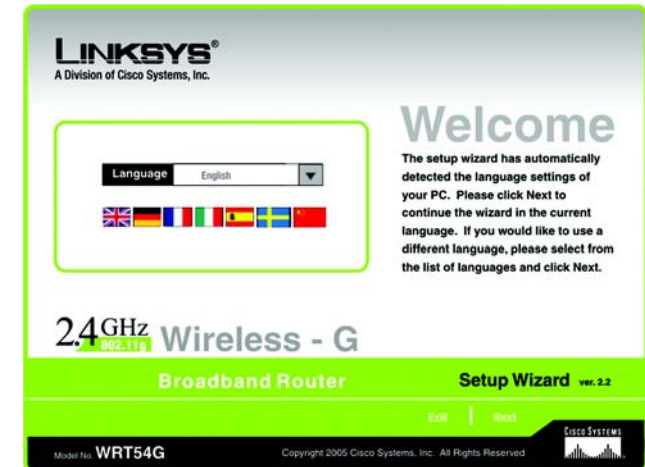 LINKSYS®
A Division of Cisco Systems, Inc.
Welcome
The setup wizard has automatically
detected the language settings of
your PC. Please click Next to
continue the wizard in the current
language. If you would like to use a
different language, please select from
the list of languages and click Next.
Language English
2.4GHz
802.11g
Wireless - G
Broadband Router
Setup Wizard ver. 2.2
Exit Next
CISCO SYSTEMS
Model No. WRT54G
Copyright 2005 Cisco Systems, Inc. All Rights Reserved